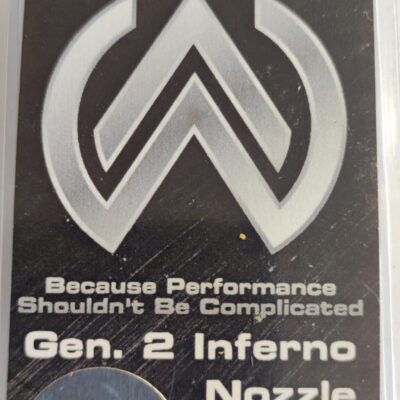 Because Performance
Shouldn't Be Complicated
Gen. 2 Inferno
Nozzle